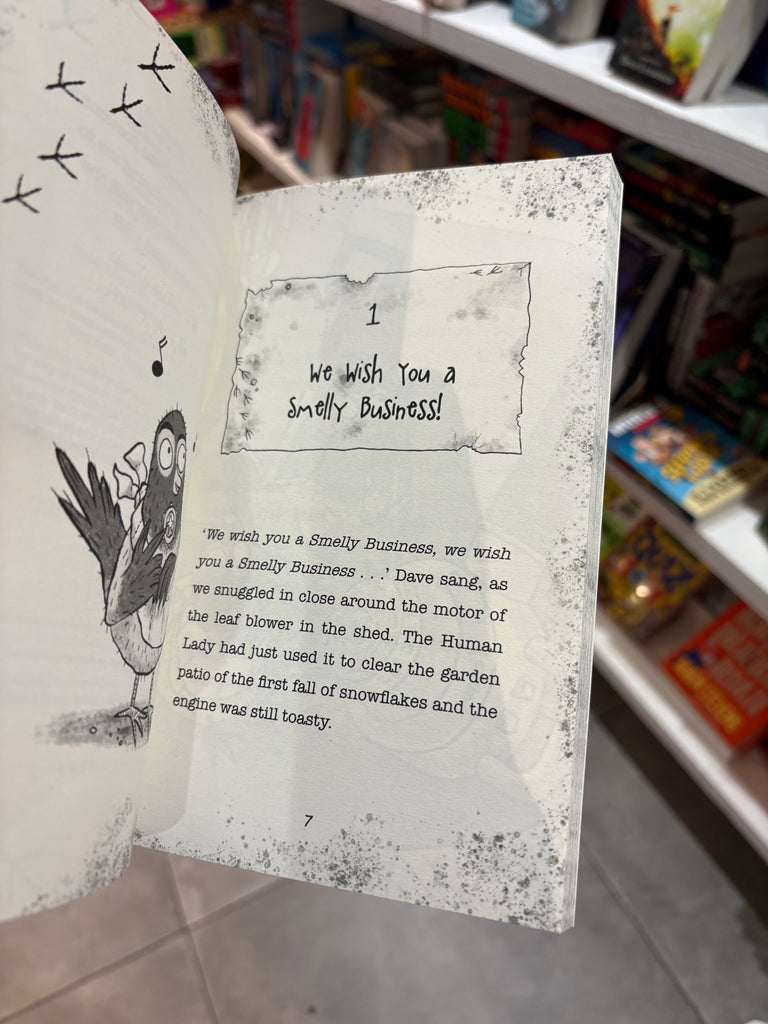 1
We Wish You a
Smelly Business!
‘We wish you a Smelly Business, we wish
you a Smelly Business . . .’ Dave sang, as
we snuggled in close around the motor of
the leaf blower in the shed. The Human
Lady had just used it to clear the garden
patio of the first fall of snowflakes and the
engine was still toasty.
7